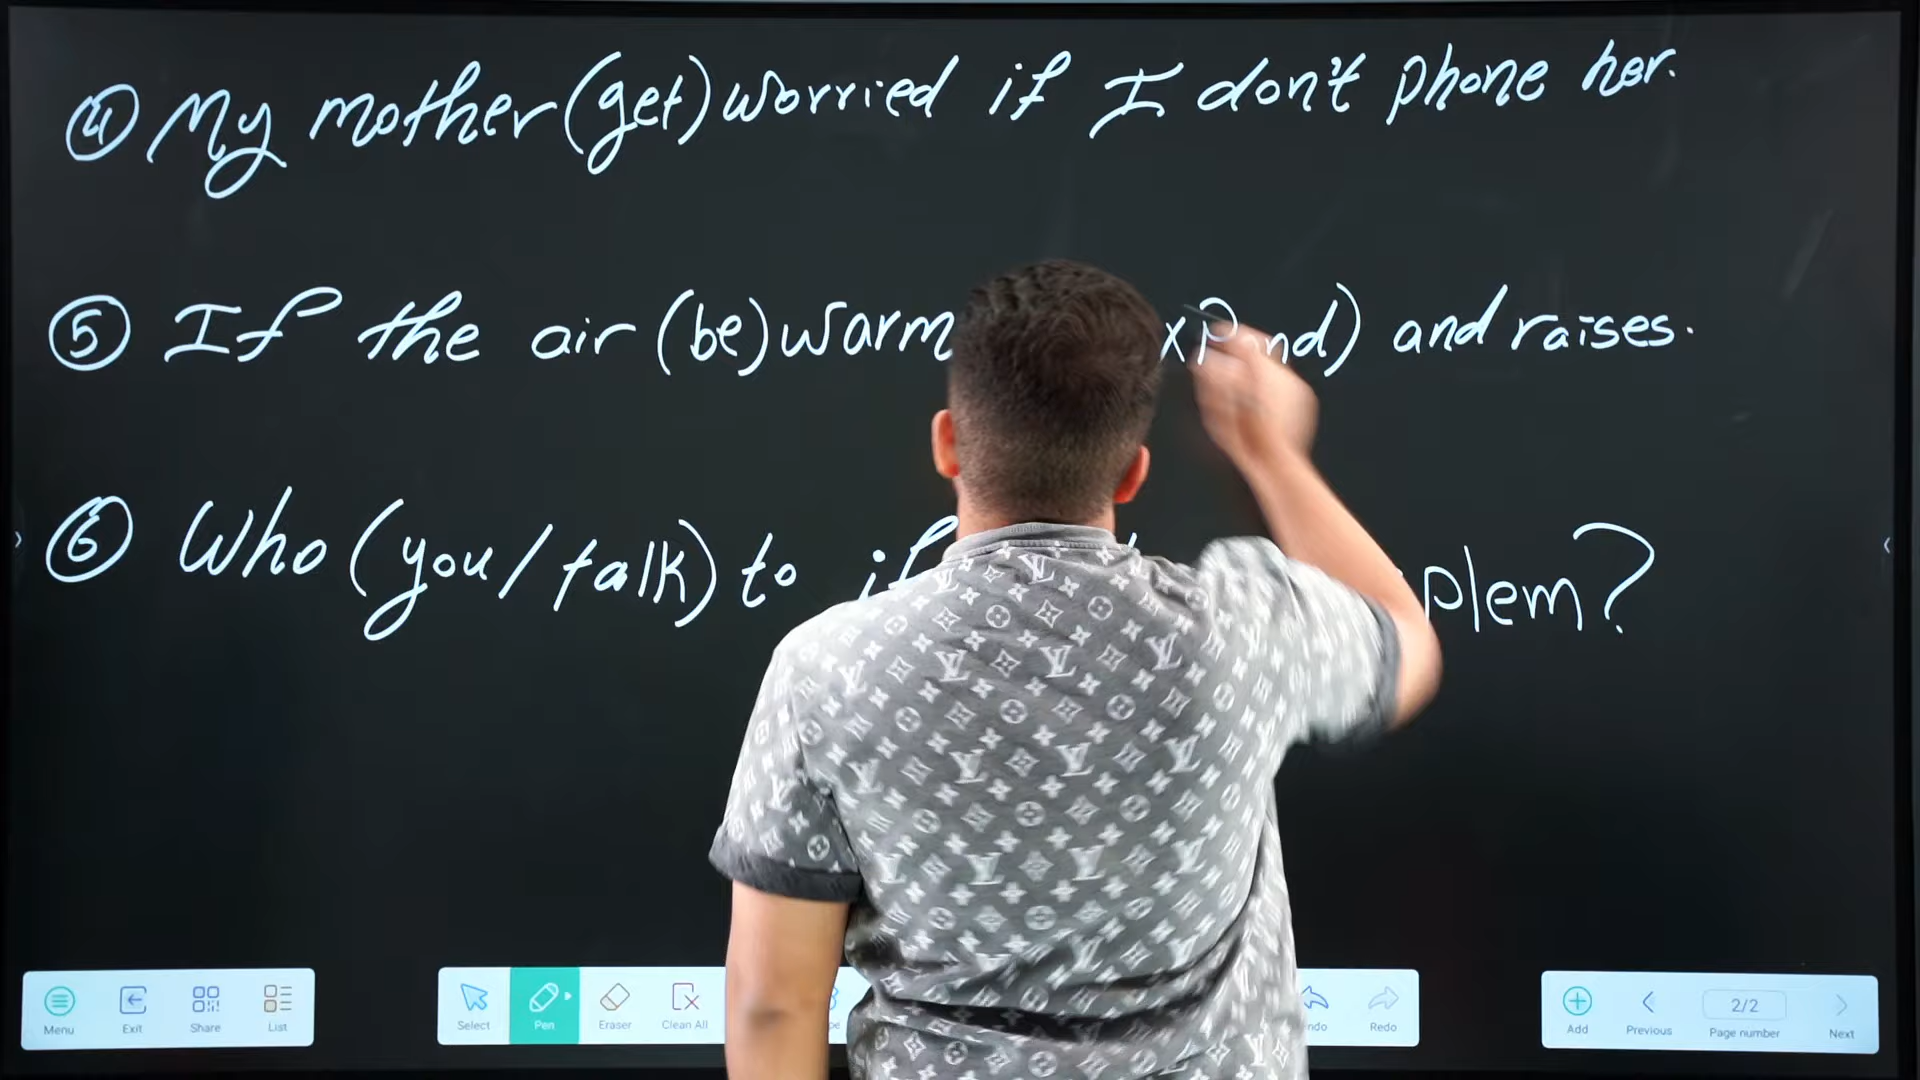 ④ My mother (get) worried if I don't phone her.
⑤ If the air (be) warm and raises.
⑥ Who (you/talk) to if plem?
Menu Exit Share List Select Pen Eraser Clean All Redo Add Previous 2/2 Page number Next